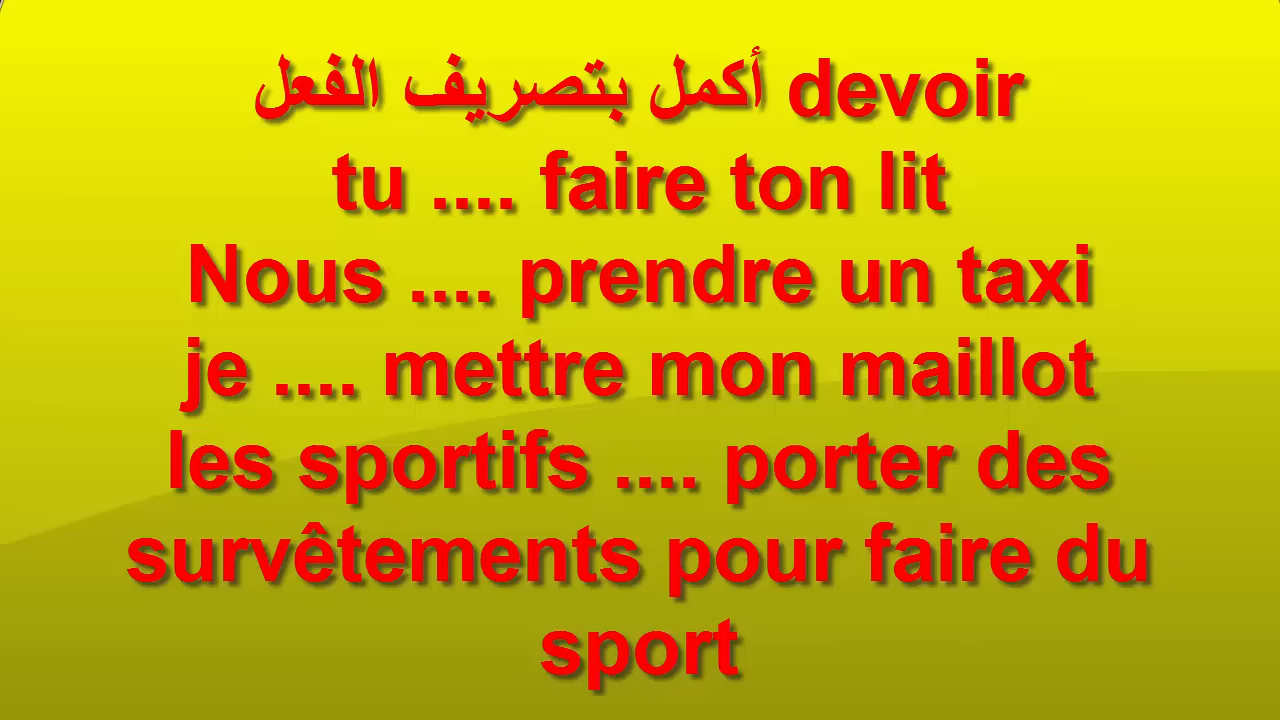 أكمل بتصريف الفعل devoir
tu .... faire ton lit
Nous .... prendre un taxi
je .... mettre mon maillot
les sportifs .... porter des
survêtements pour faire du
sport